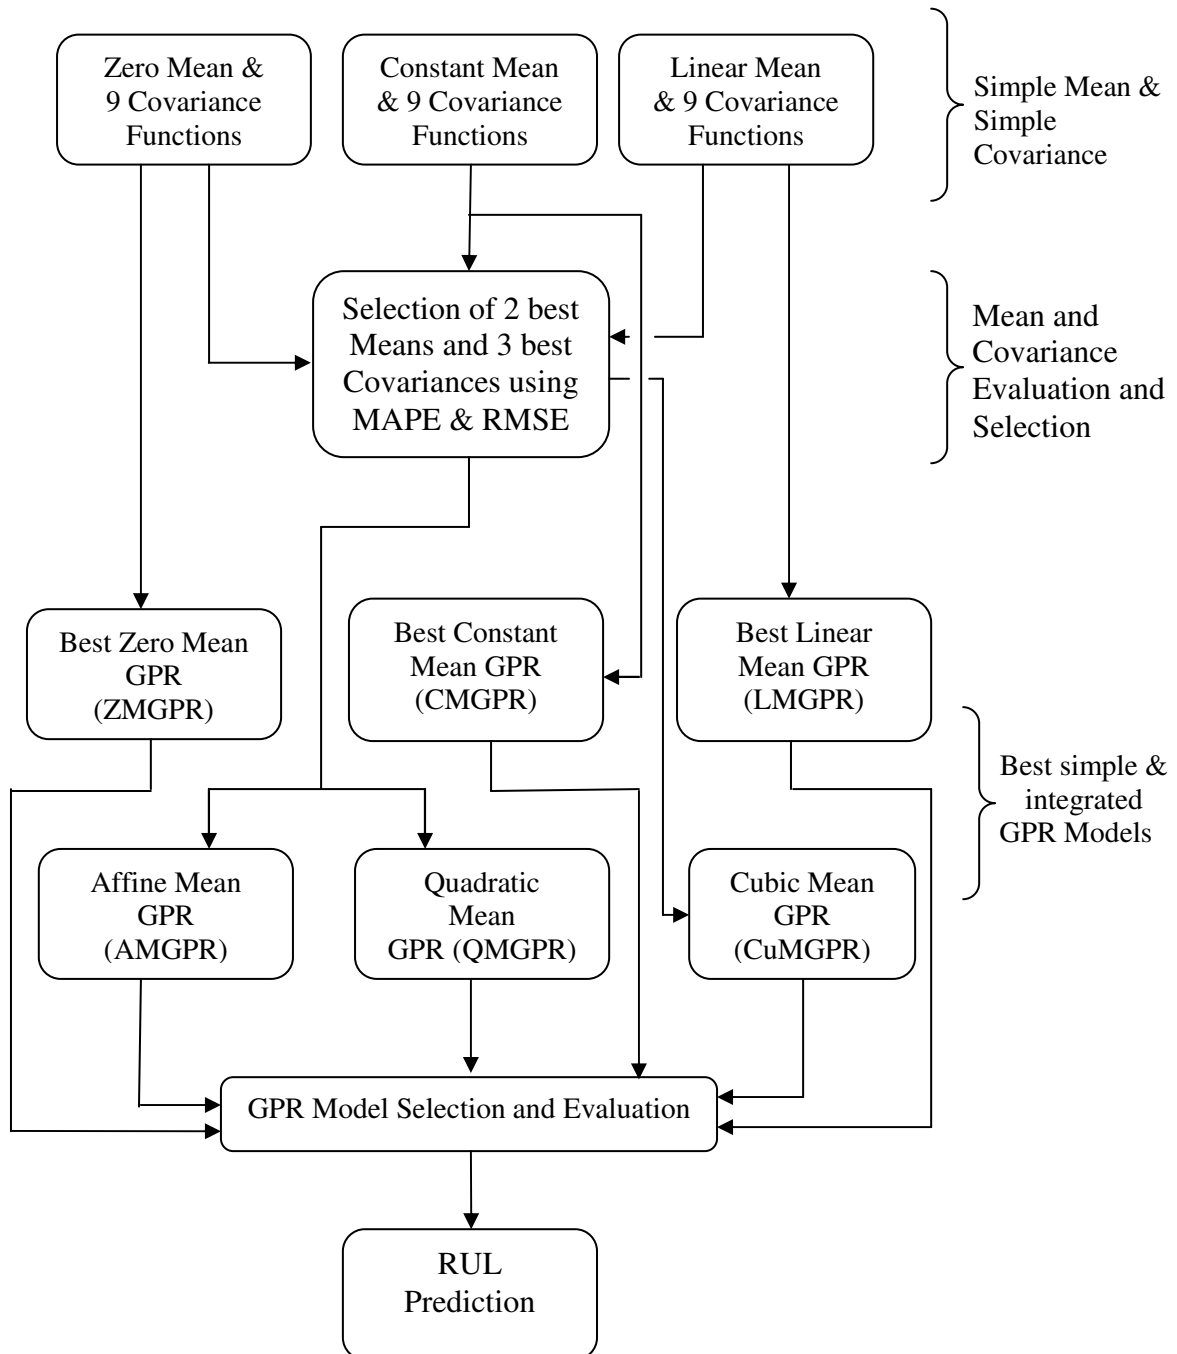 Zero Mean &
9 Covariance
Functions
Constant Mean
& 9 Covariance
Functions
Linear Mean
& 9 Covariance
Functions
Simple Mean &
Simple
Covariance
Selection of 2 best
Means and 3 best
Covariances using
MAPE & RMSE
Mean and
Covariance
Evaluation and
Selection
Best Zero Mean
GPR
(ZMGPR)
Best Constant
Mean GPR
(CMGPR)
Best Linear
Mean GPR
(LMGPR)
Best simple &
integrated
GPR Models
Affine Mean
GPR
(AMGPR)
Quadratic
Mean
GPR (QMGPR)
Cubic Mean
GPR
(CuMGPR)
GPR Model Selection and Evaluation
RUL
Prediction